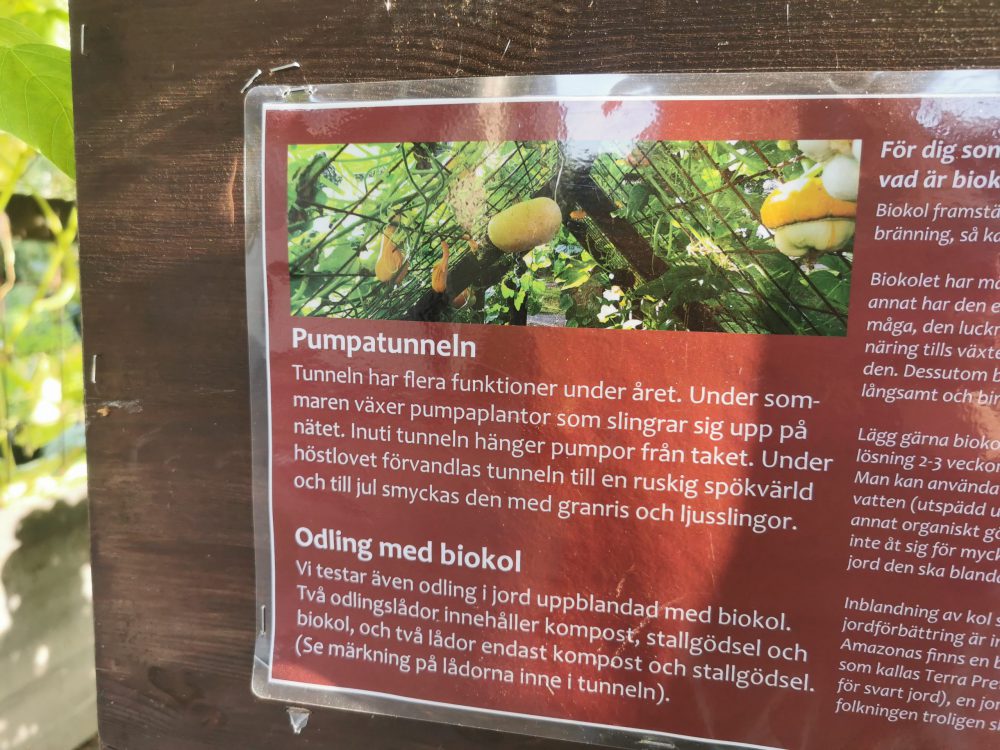 Pumpatunneln
Tunneln har flera funktioner under året. Under som-
maren växer pumpaplantor som slingrar sig upp på
nätet. Inuti tunneln hänger pumpor från taket. Under
höstlovet förvandlas tunneln till en ruskig spökvärld
och till jul smyckas den med granris och ljusslingor.
Odling med biokol
Vi testar även odling i jord uppblandad med biokol.
Två odlingslådor innehåller kompost, stallgödsel och
biokol, och två lådor endast kompost och stallgödsel.
(Se märkning på lådorna inne i tunneln).
För dig som
vad är biok
Biokol framstä
bränning, så ka
Biokolet har må
annat har den e
måga, den luckr
näring tills växte
den. Dessutom b
långsamt och bin
Lägg gärna bioko
lösning 2-3 veckor
Man kan använda
vatten (utspädd u
annat organiskt gö
inte åt sig för myck
jord den ska blanda
Inblandning av kol s
jordförbättring är i
Amazonas finns en b
som kallas Terra Pre
för svart jord), en jor
folkningen troligen sk